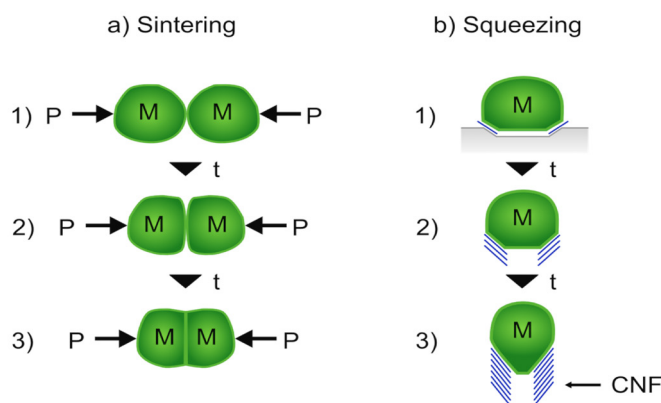 a) Sintering
b) Squeezing
1) P M M P
1) M
t
t
2) P M M P
2) M
t
t
3) P M M P
3) M
CNF